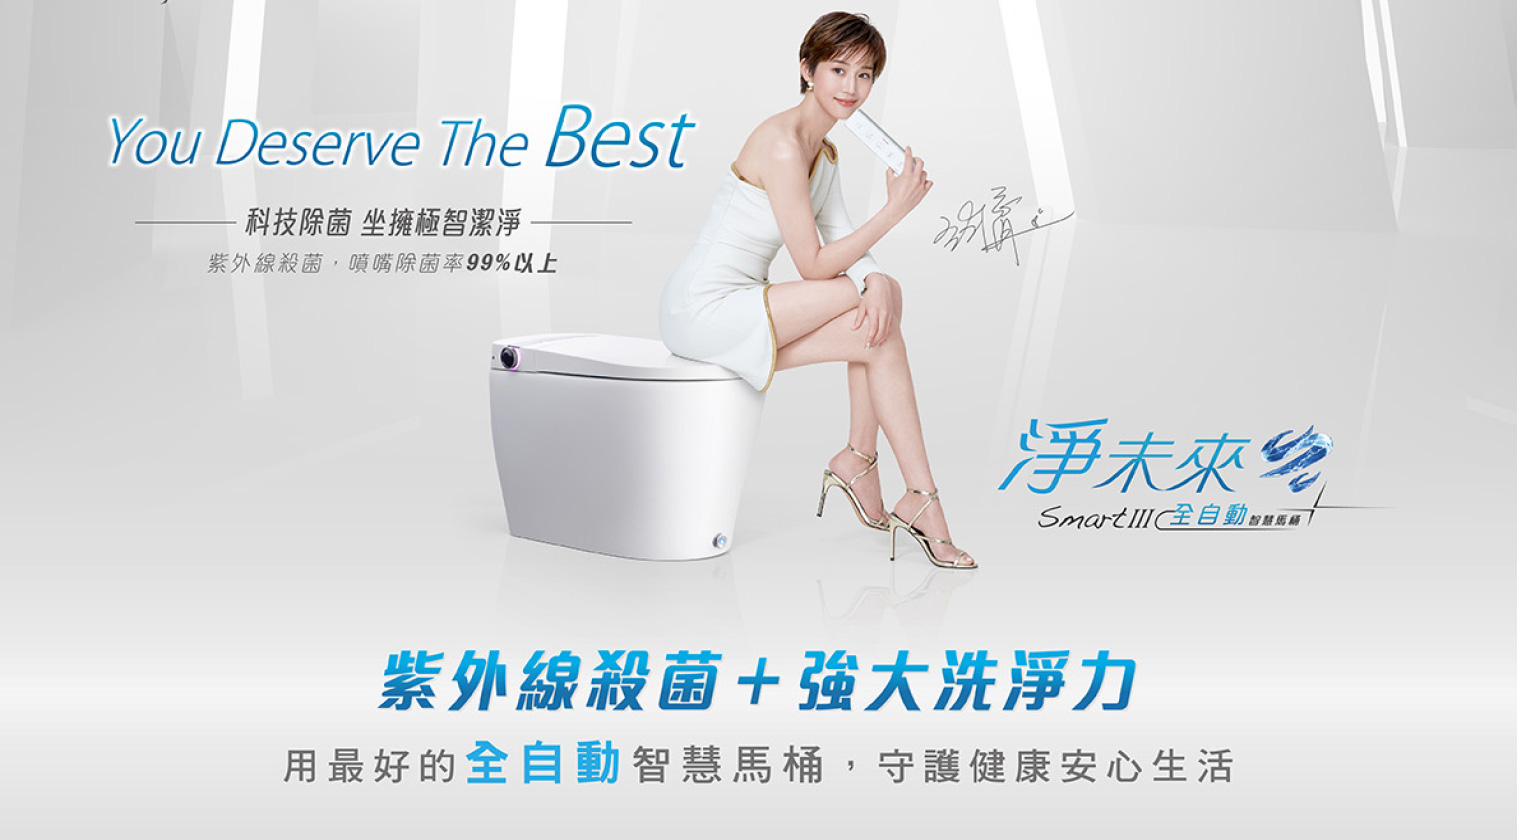 You Deserve The Best
科技除菌 坐擁極智潔淨
紫外線殺菌，噴嘴除菌率99%以上
淨未來
Smart III 全自動智慧馬桶
紫外線殺菌＋強大洗淨力
用最好的全自動智慧馬桶，守護健康安心生活